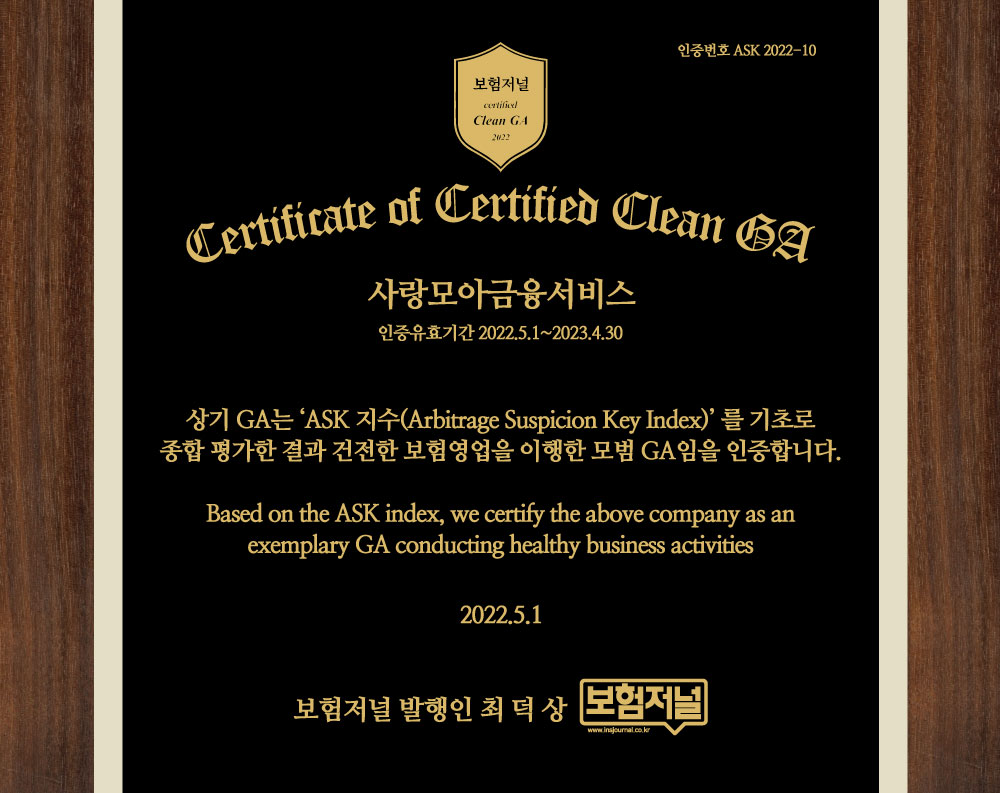 인증번호 ASK 2022-10
보험저널
certified
Clean GA
2022
Certificate of Certified Clean GA
사랑모아금융서비스
인증유효기간 2022.5.1~2023.4.30
상기 GA는 ‘ASK 지수(Arbitrage Suspicion Key Index)’ 를 기초로
종합 평가한 결과 건전한 보험영업을 이행한 모범 GA임을 인증합니다.
Based on the ASK index, we certify the above company as an
exemplary GA conducting healthy business activities
2022.5.1
보험저널 발행인 최 덕 상
보험저널
www.insjournal.co.kr